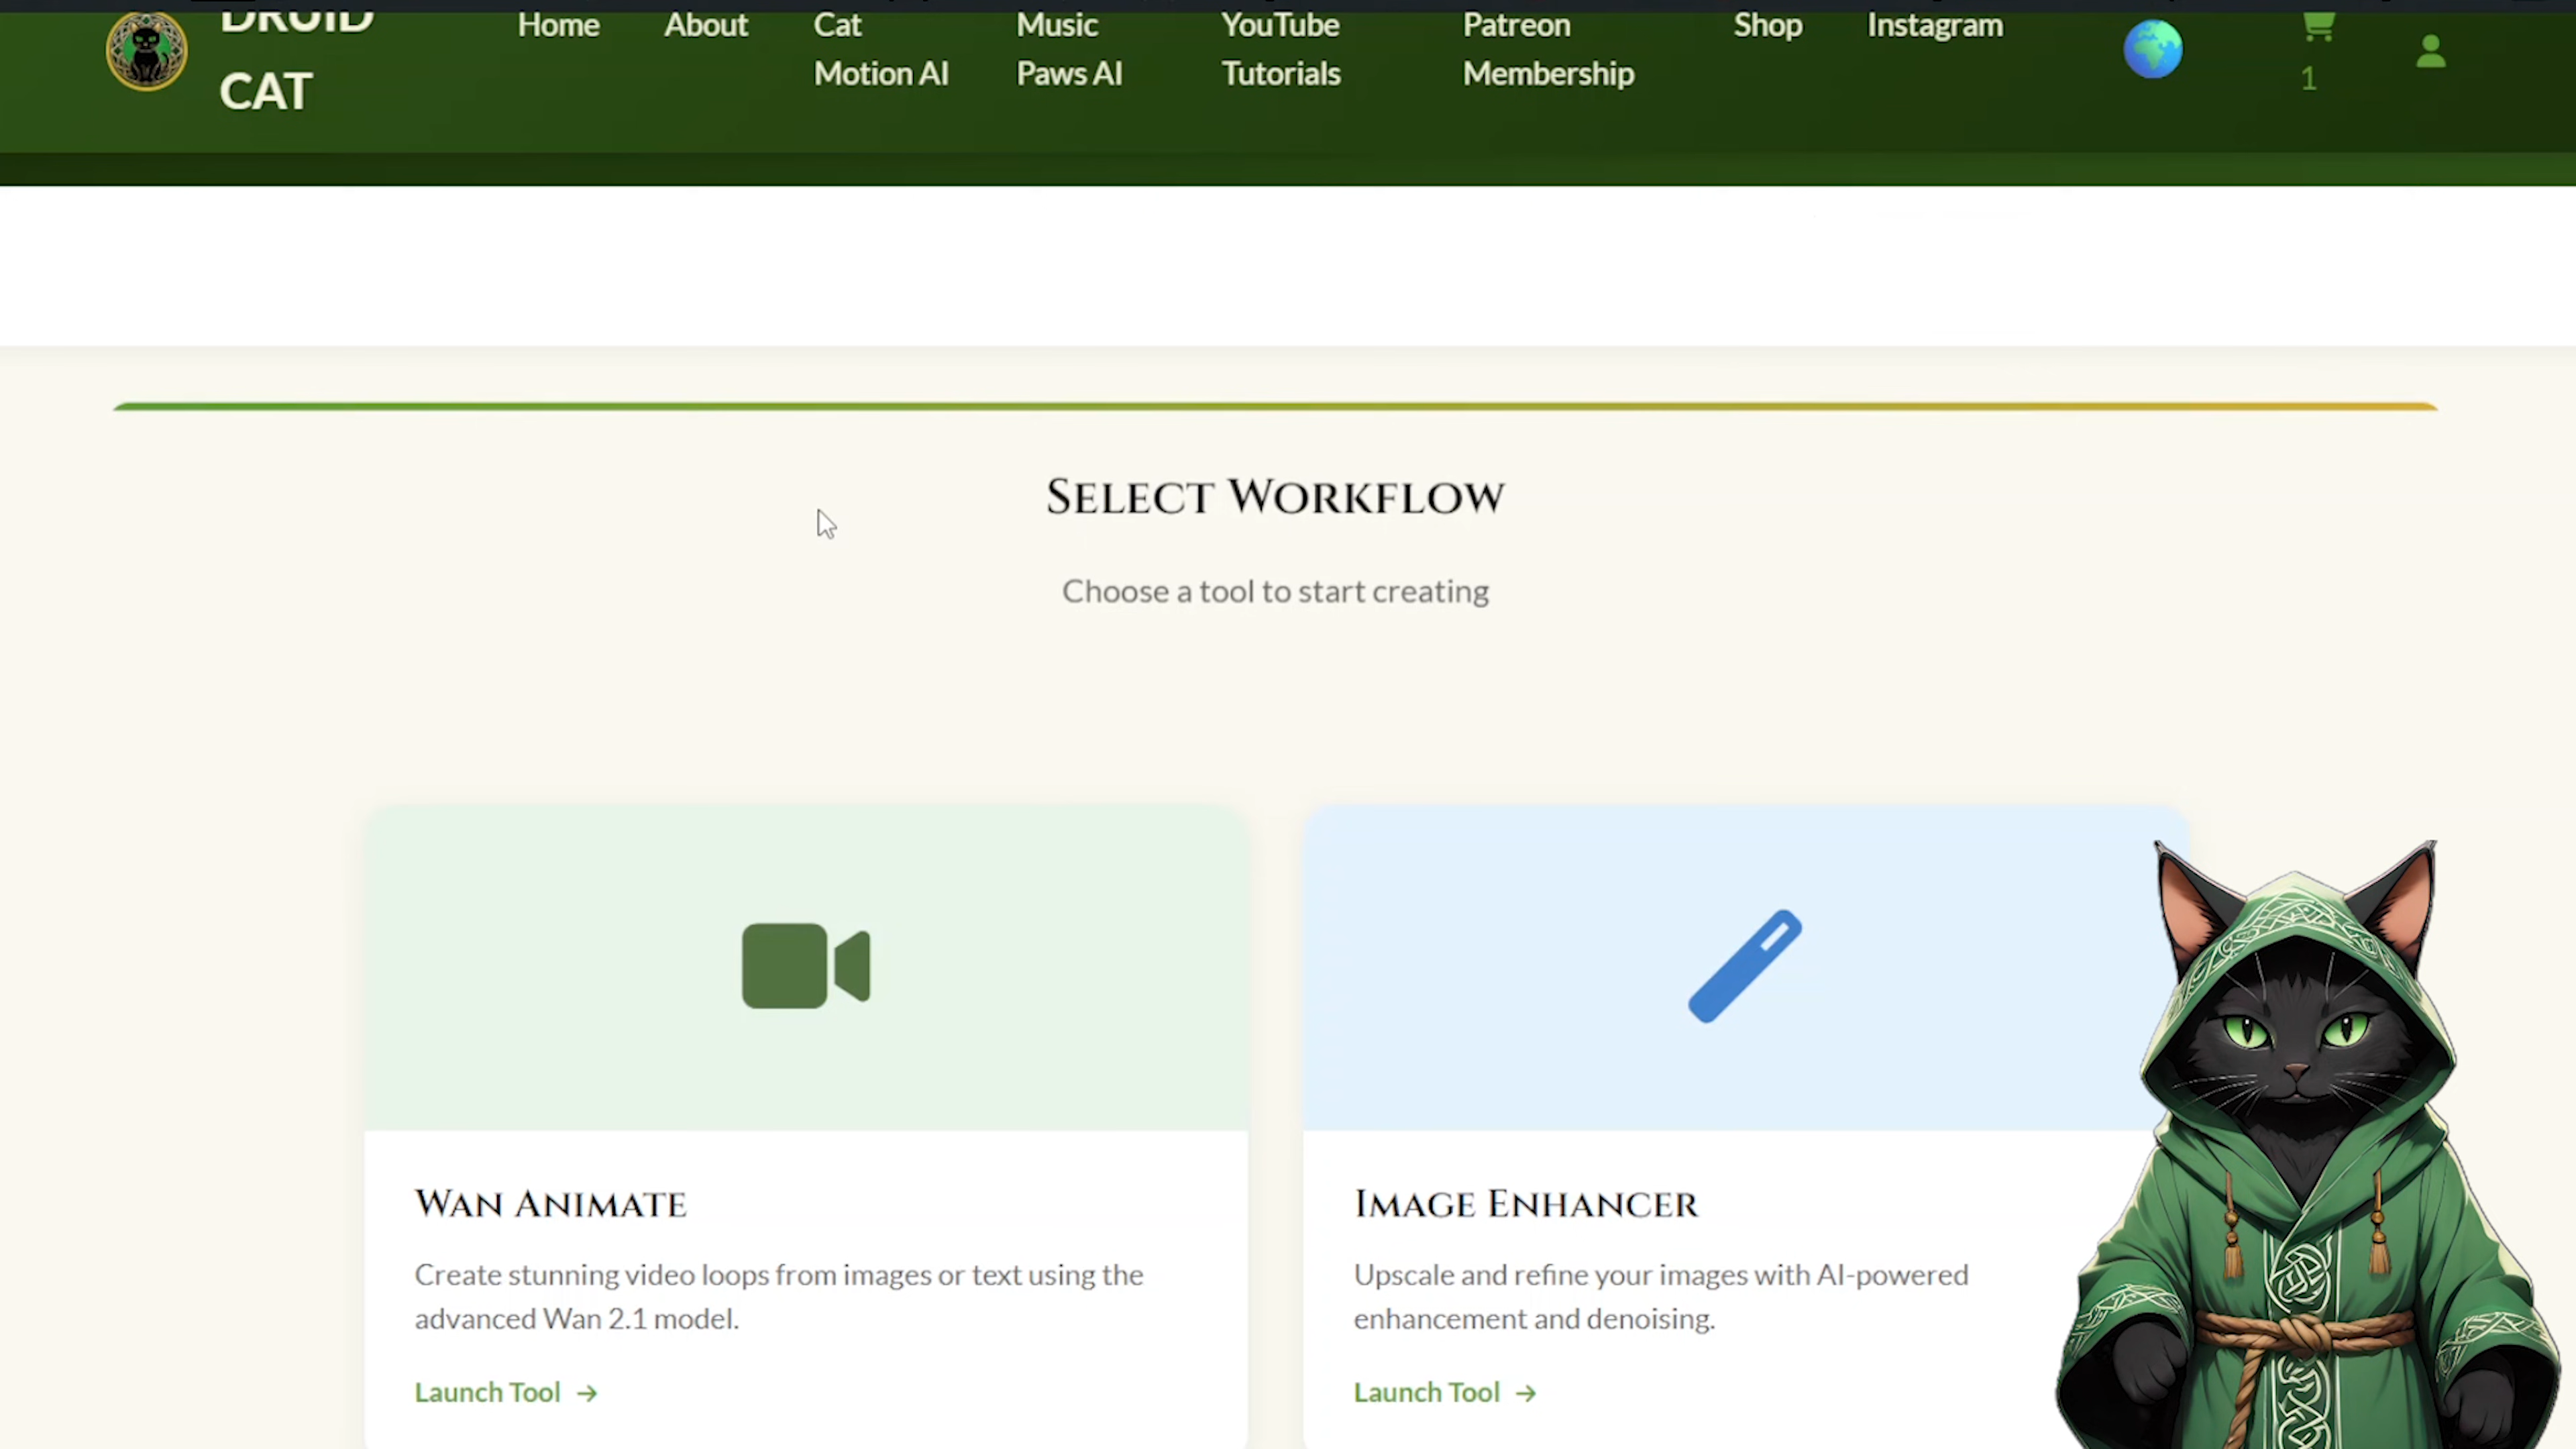 DRUID
CAT
Home
About
Cat
Motion AI
Music
Paws AI
YouTube
Tutorials
Patreon
Membership
Shop
Instagram
1
SELECT WORKFLOW
Choose a tool to start creating
WAN ANIMATE
Create stunning video loops from images or text using the
advanced Wan 2.1 model.
Launch Tool →
IMAGE ENHANCER
Upscale and refine your images with AI-powered
enhancement and denoising.
Launch Tool →